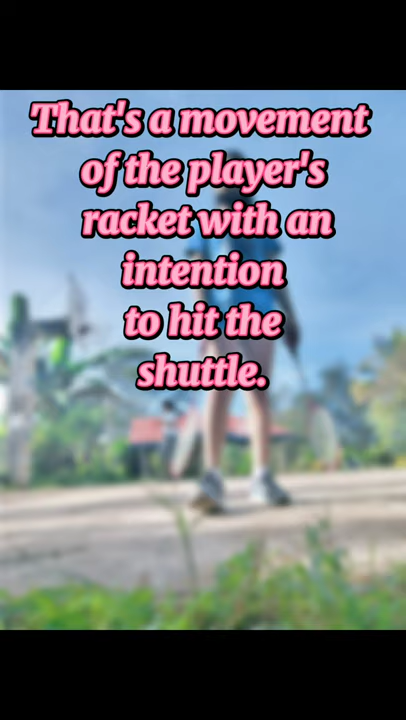 That's a movement
of the player's
racket with an
intention
to hit the
shuttle.